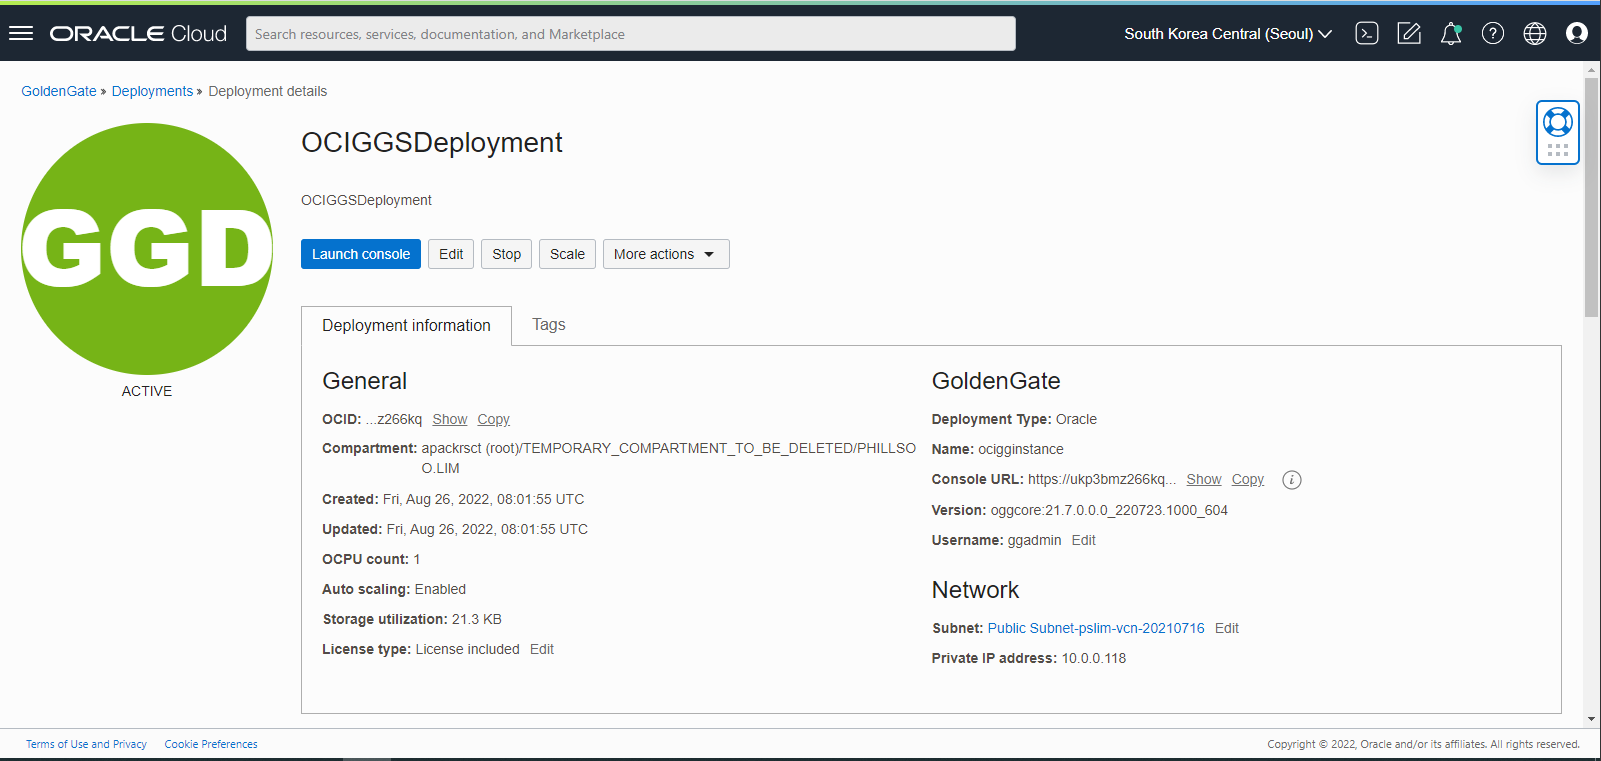 ORACLE Cloud
Search resources, services, documentation, and Marketplace
South Korea Central (Seoul)
GoldenGate » Deployments » Deployment details
GGD
ACTIVE
OCIGGSDeployment
OCIGGSDeployment
Launch console Edit Stop Scale More actions
Deployment information Tags
General
OCID: ...z266kq Show Copy
Compartment: apackrsct (root)/TEMPORARY_COMPARTMENT_TO_BE_DELETED/PHILLSO
O.LIM
Created: Fri, Aug 26, 2022, 08:01:55 UTC
Updated: Fri, Aug 26, 2022, 08:01:55 UTC
OCPU count: 1
Auto scaling: Enabled
Storage utilization: 21.3 KB
License type: License included Edit
GoldenGate
Deployment Type: Oracle
Name: ocigginstance
Console URL: https://ukp3bmz266kq... Show Copy
Version: oggcore:21.7.0.0.0_220723.1000_604
Username: ggadmin Edit
Network
Subnet: Public Subnet-pslim-vcn-20210716 Edit
Private IP address: 10.0.0.118
Terms of Use and Privacy Cookie Preferences
Copyright © 2022, Oracle and/or its affiliates. All rights reserved.